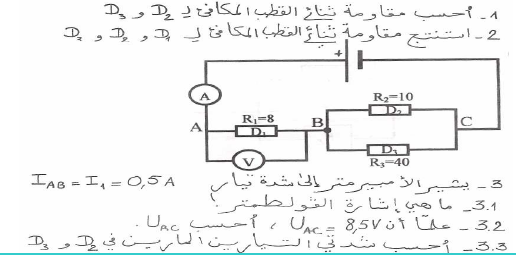 1- أحسب مقاومة ثنائي القطب المكافئ لـ D₂ و D₃
2- استنتج مقاومة ثنائي القطب المكافئ لـ D₁ و D₂ و D₃
+
A
R₂=10
D₂
A
R₁=8
D₁
B
C
V
D₃
R₃=40
3- يشير الأمبيرمتر إلى شدة تيار I_AB = I₁ = 0,5 A
3.1- ما هي إشارة الڤولطمتر؟
3.2- علمًا أن U_AC = 8,5V ، أحسب U_AC.
3.3- أحسب شدتي التيارين المارين في D₂ و D₃